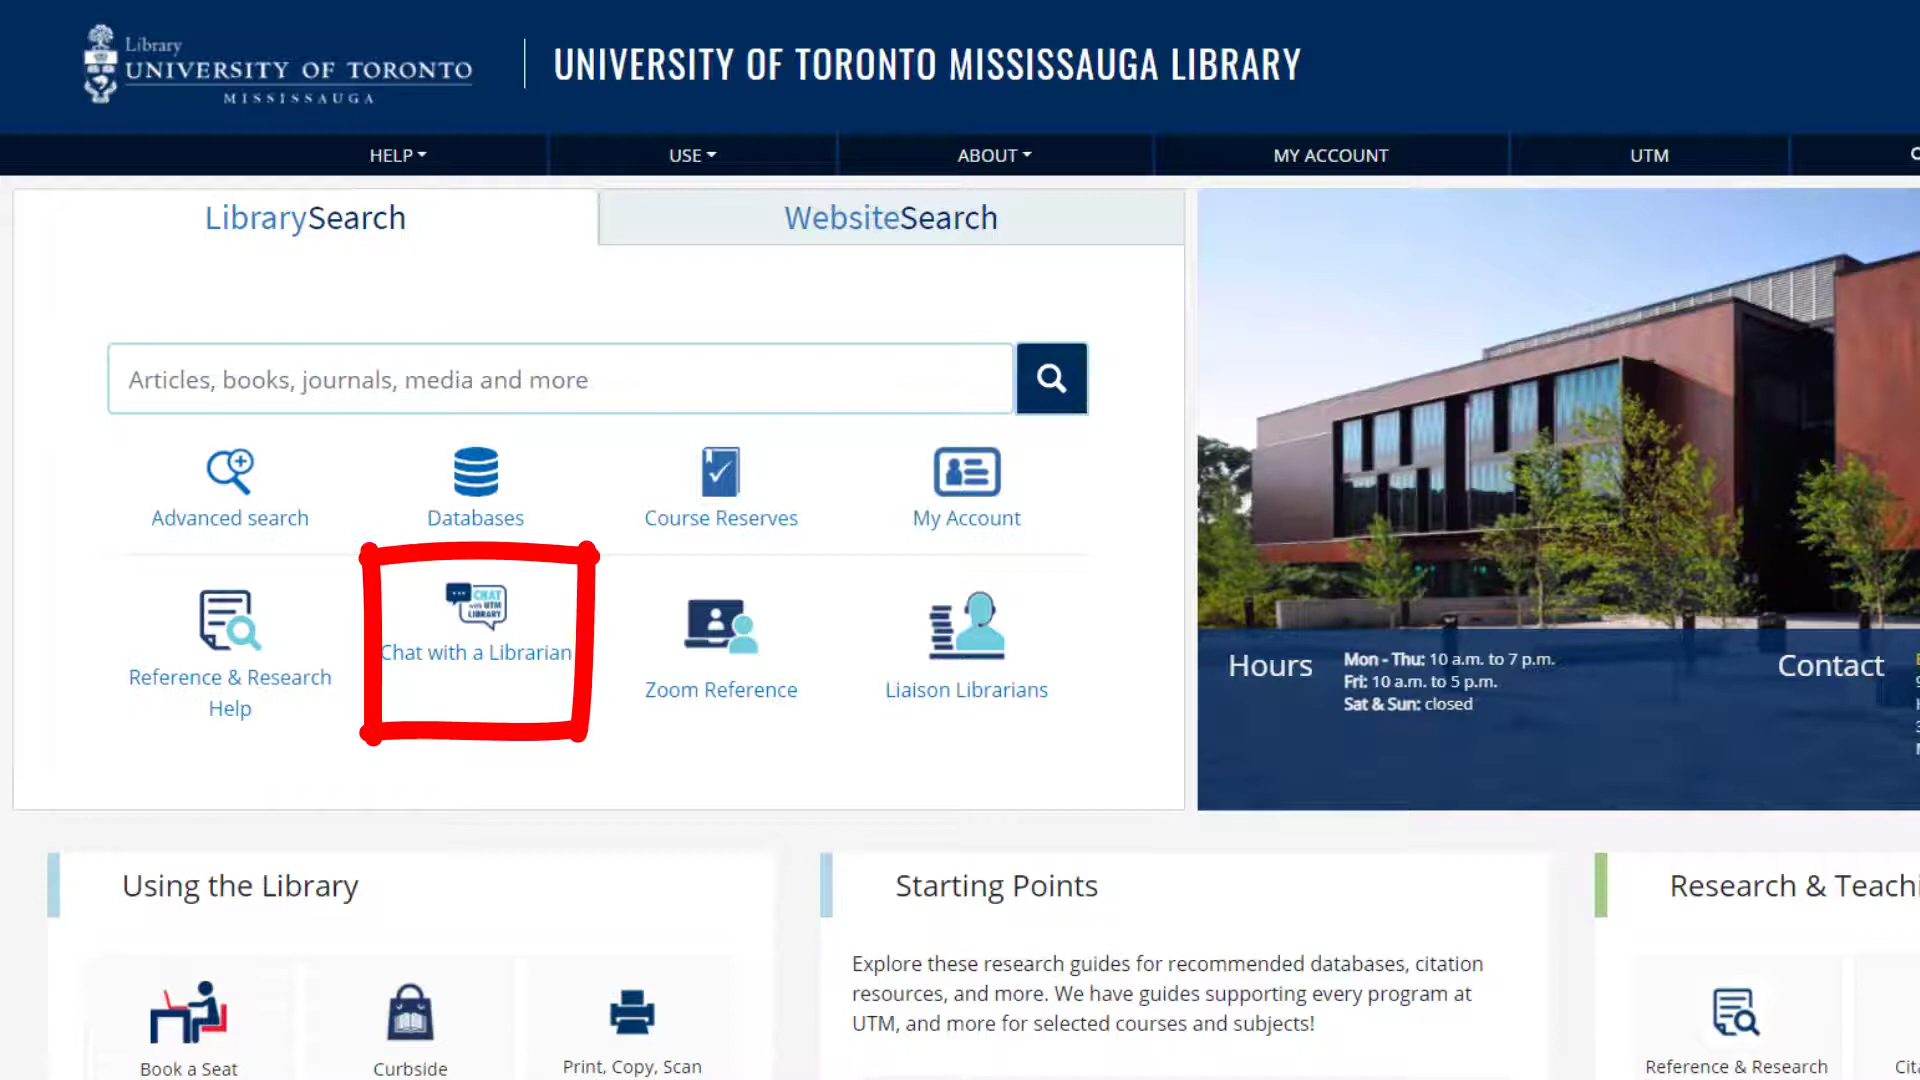 Library
UNIVERSITY OF TORONTO
MISSISSAUGA
UNIVERSITY OF TORONTO MISSISSAUGA LIBRARY
HELP
USE
ABOUT
MY ACCOUNT
UTM
LibrarySearch
WebsiteSearch
Articles, books, journals, media and more
Advanced search
Databases
Course Reserves
My Account
CHAT
with UTM
LIBRARY
Reference & Research
Help
Chat with a Librarian
Zoom Reference
Liaison Librarians
Hours
Mon - Thu: 10 a.m. to 7 p.m.
Fri: 10 a.m. to 5 p.m.
Sat & Sun: closed
Contact
Using the Library
Book a Seat
Curbside
Print, Copy, Scan
Starting Points
Explore these research guides for recommended databases, citation
resources, and more. We have guides supporting every program at
UTM, and more for selected courses and subjects!
Research &
Reference & Research